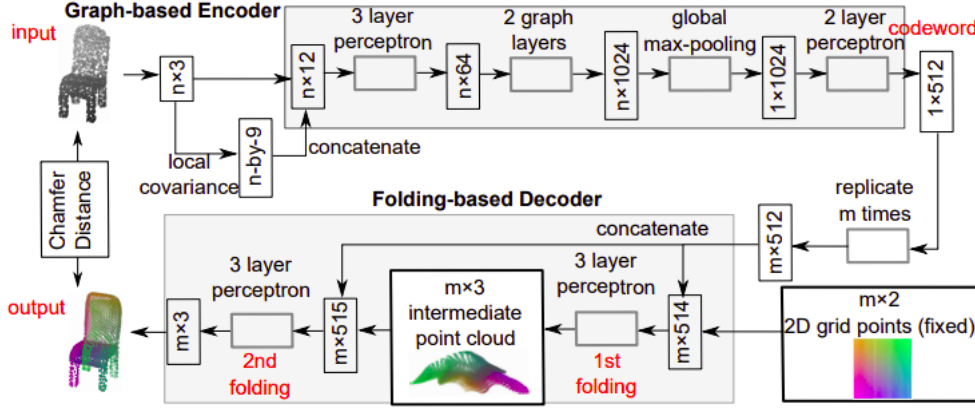 Graph-based Encoder
input
n×3
local
covariance
n-by-9
concatenate
n×12
3 layer
perceptron
n×64
2 graph
layers
n×1024
global
max-pooling
1×1024
2 layer
perceptron
codeword
1×512
replicate
m times
m×512
Chamfer
Distance
Folding-based Decoder
concatenate
m×2
2D grid points (fixed)
m×514
3 layer
perceptron
1st
folding
m×3
intermediate
point cloud
m×515
3 layer
perceptron
2nd
folding
m×3
output